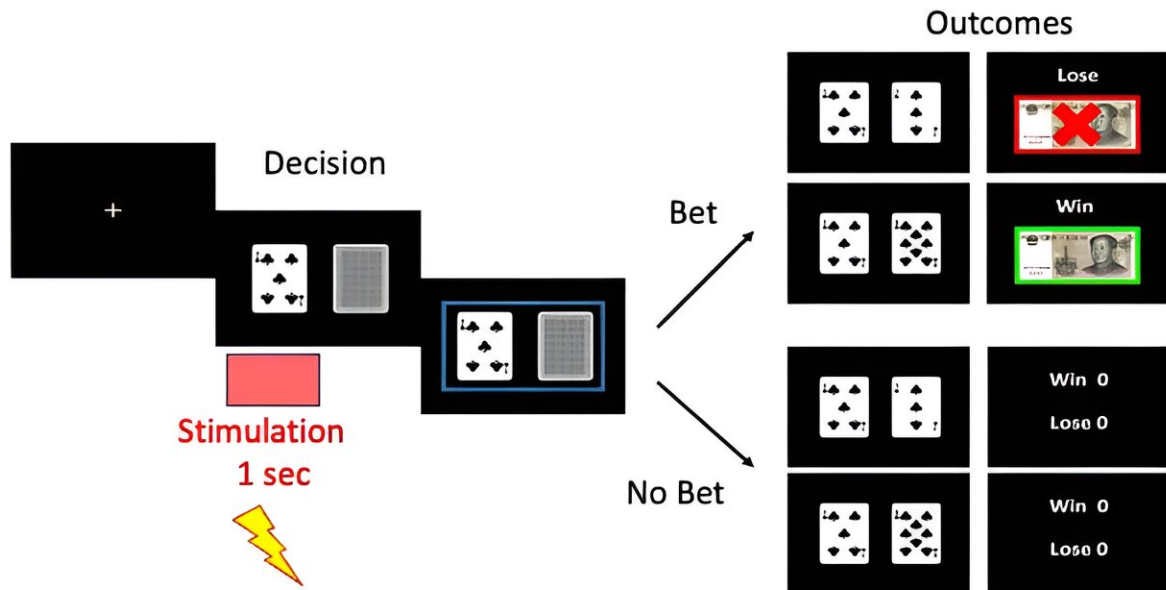 Outcomes
Lose
Decision
Bet
Win
Stimulation
1 sec
No Bet
Win 0
Lose 0
Win 0
Lose 0